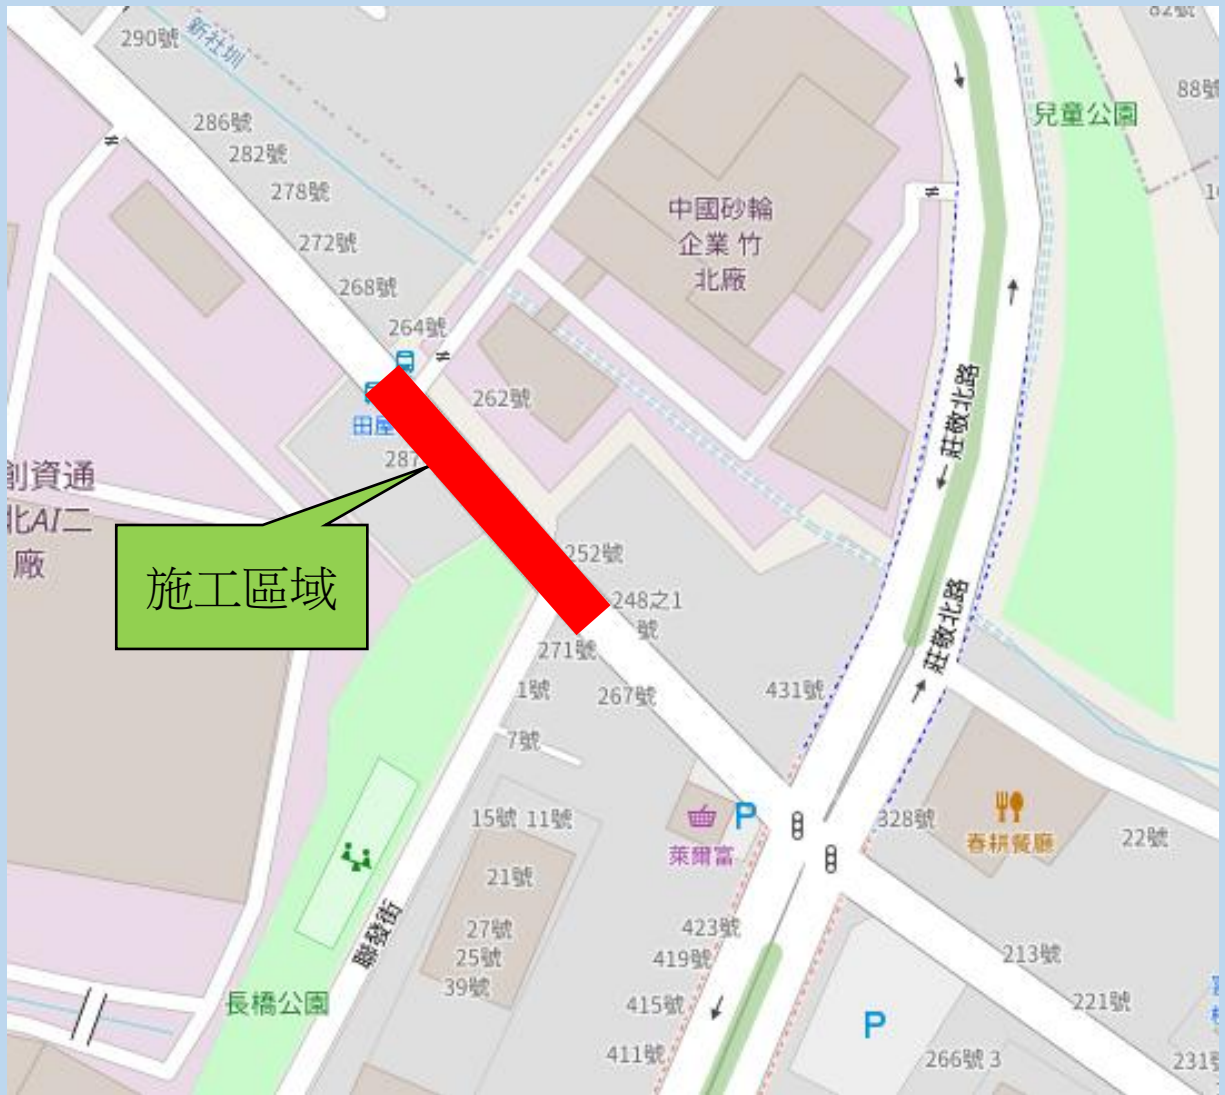 82號
290號
新社圳
88號
兒童公園
286號
282號
278號
中國砂輪
企業 竹
北廠
272號
268號
264號
262號
莊敬北路
田屋
287
創資通
北AI二
廠
施工區域
252號
248之1
號
莊敬北路
271號
1號
267號
431號
7號
15號 11號
328號
春耕餐廳
22號
P
萊爾富
21號
聯發街
27號
25號
39號
423號
419號
415號
411號
213號
221號
長橋公園
P
266號 3
231號